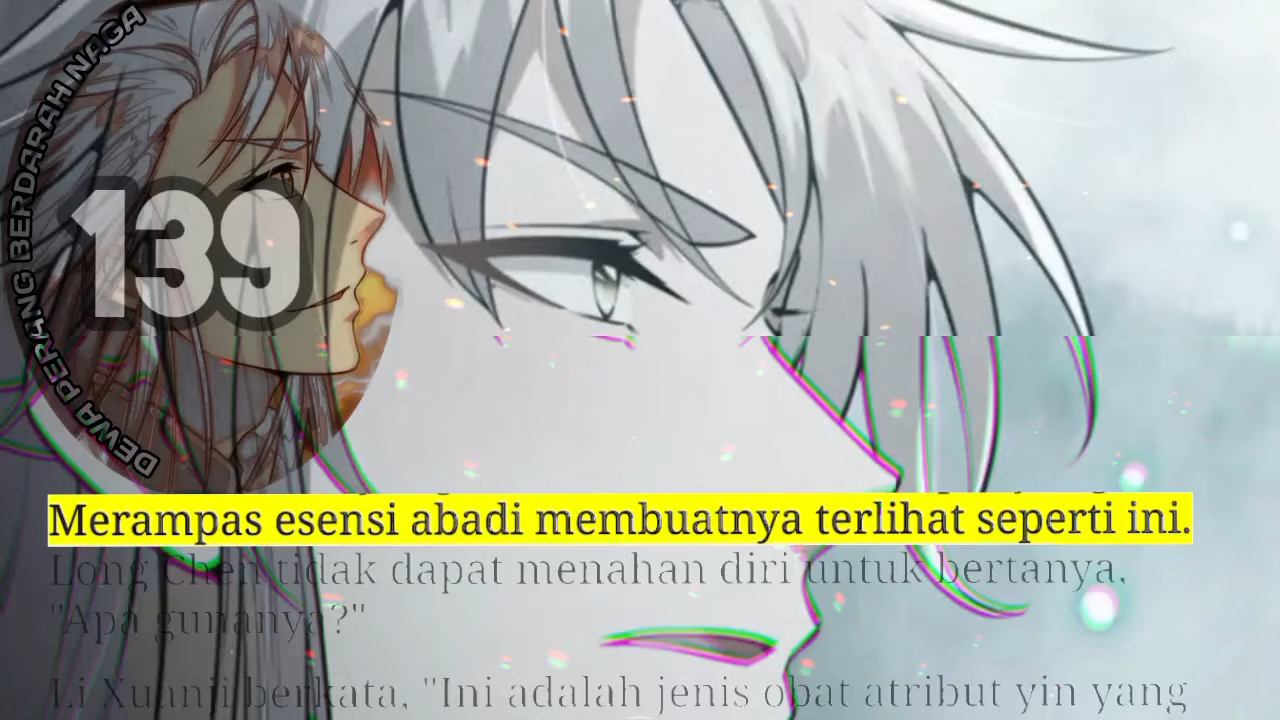 DEWA PERANG BERDARAH NAGA
139
Merampas esensi abadi membuatnya terlihat seperti ini.
Long Chen tidak dapat menahan diri untuk bertanya,
"Apa gunanya?"
Li Xuanji berkata, "Ini adalah jenis obat atribut yin yang